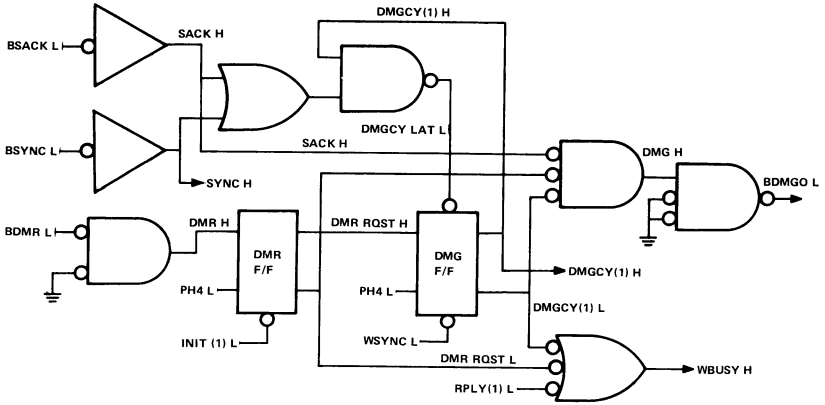 DMGCY(1) H
SACK H
BSACK L
DMGCY LAT L
SACK H
DMG H
BSYNC L
SYNC H
BDMGO L
DMR H
DMR RQST H
BDMR L
DMR
F/F
DMG
F/F
DMGCY(1) H
PH4 L
PH4 L
DMGCY(1) L
INIT (1) L
WSYNC L
DMR RQST L
WBUSY H
RPLY(1) L